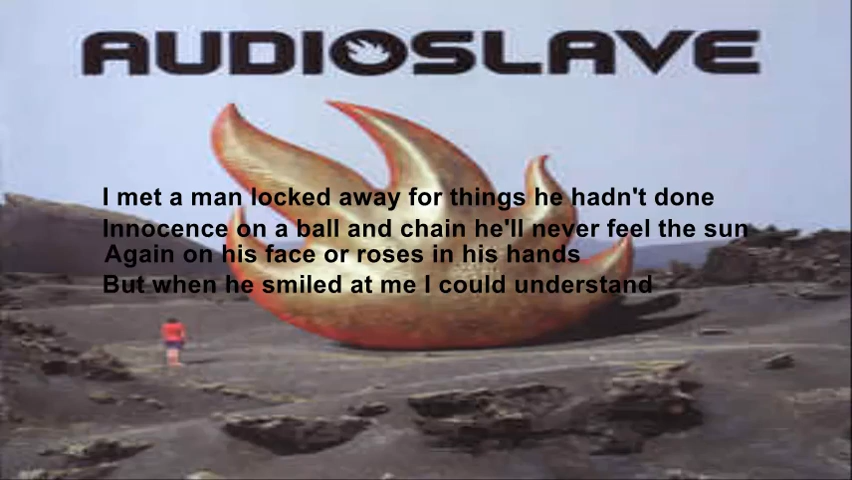 AUDIOSLAVE
I met a man locked away for things he hadn't done
Innocence on a ball and chain he'll never feel the sun
Again on his face or roses in his hands
But when he smiled at me I could understand